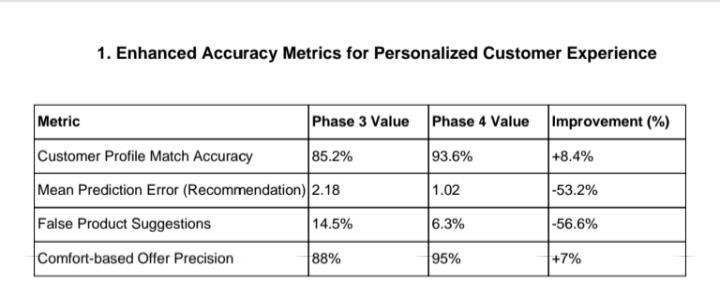 1. Enhanced Accuracy Metrics for Personalized Customer Experience
Metric Phase 3 Value Phase 4 Value Improvement (%)
Customer Profile Match Accuracy 85.2% 93.6% +8.4%
Mean Prediction Error (Recommendation) 2.18 1.02 -53.2%
False Product Suggestions 14.5% 6.3% -56.6%
Comfort-based Offer Precision 88% 95% +7%